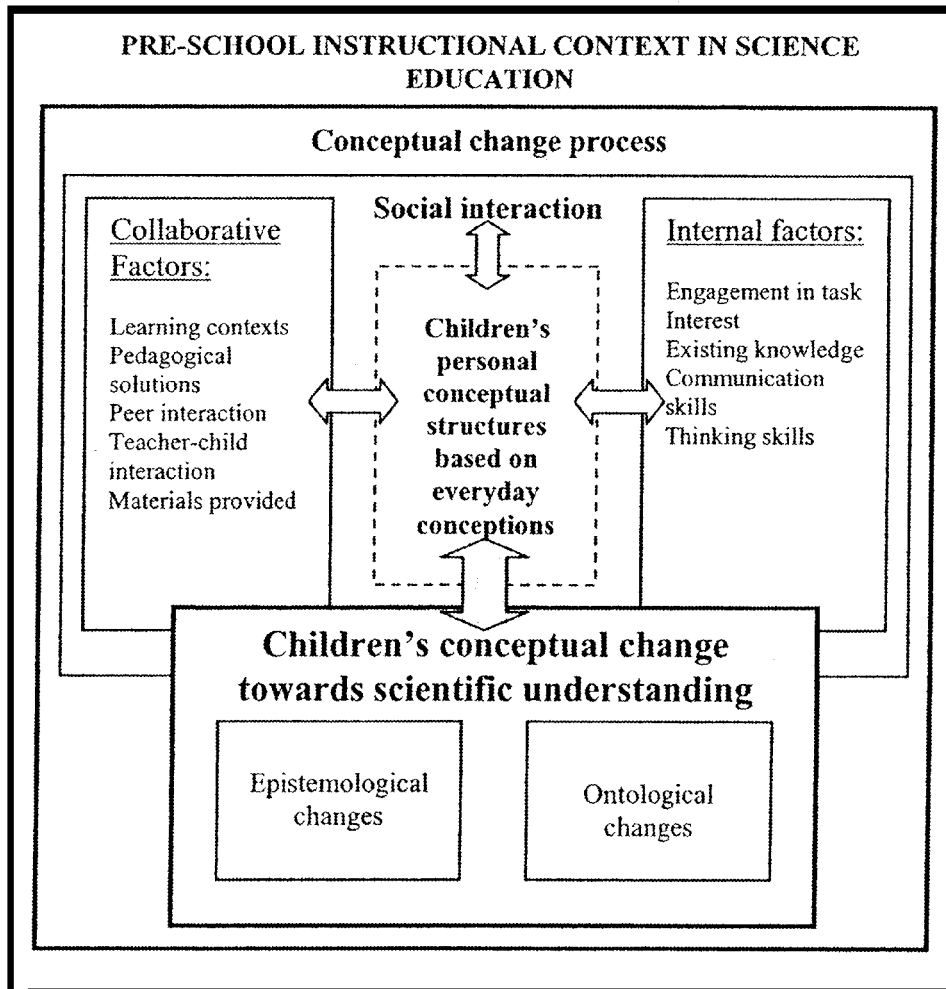 PRE-SCHOOL INSTRUCTIONAL CONTEXT IN SCIENCE
EDUCATION
Conceptual change process
Collaborative
Factors:
Learning contexts
Pedagogical
solutions
Peer interaction
Teacher-child
interaction
Materials provided
Social interaction
Children's
personal
conceptual
structures
based on
everyday
conceptions
Internal factors:
Engagement in task
Interest
Existing knowledge
Communication
skills
Thinking skills
Children's conceptual change
towards scientific understanding
Epistemological
changes
Ontological
changes